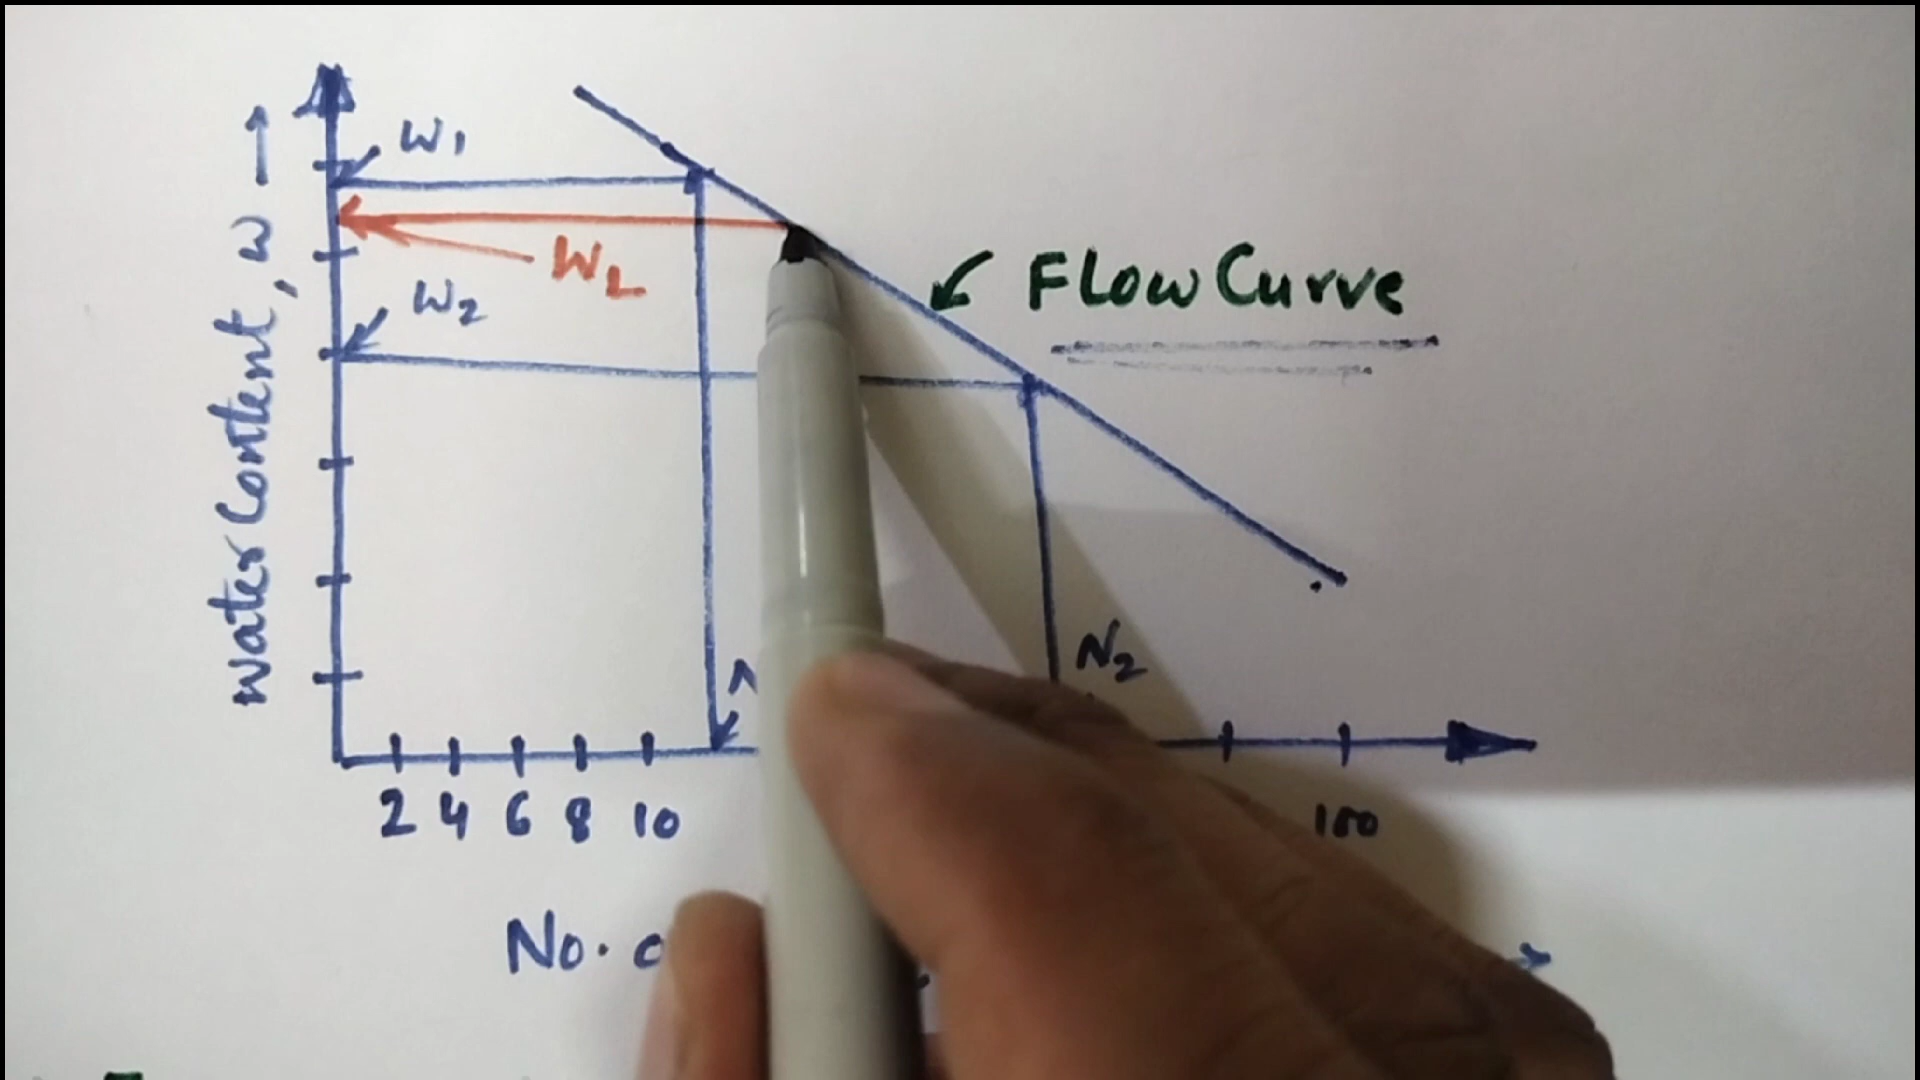 W1
WL
W2
Flow Curve
Water Content, w →
N2
2 4 6 8 10 100
No.